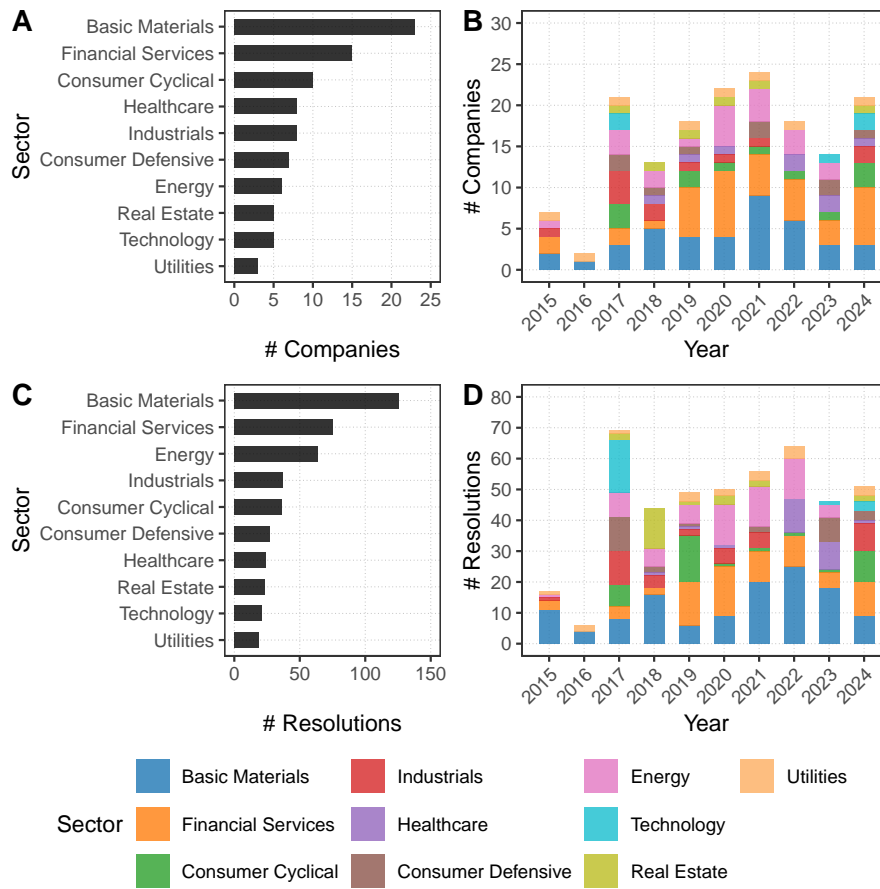 A
Sector
Basic Materials
Financial Services
Consumer Cyclical
Healthcare
Industrials
Consumer Defensive
Energy
Real Estate
Technology
Utilities
0 5 10 15 20 25
# Companies
B
# Companies
30
25
20
15
10
5
0
2015 2016 2017 2018 2019 2020 2021 2022 2023 2024
Year
C
Sector
Basic Materials
Financial Services
Energy
Industrials
Consumer Cyclical
Consumer Defensive
Healthcare
Real Estate
Technology
Utilities
0 50 100 150
# Resolutions
D
# Resolutions
80
70
60
50
40
30
20
10
0
2015 2016 2017 2018 2019 2020 2021 2022 2023 2024
Year
Sector
Basic Materials Industrials Energy Utilities
Financial Services Healthcare Technology
Consumer Cyclical Consumer Defensive Real Estate